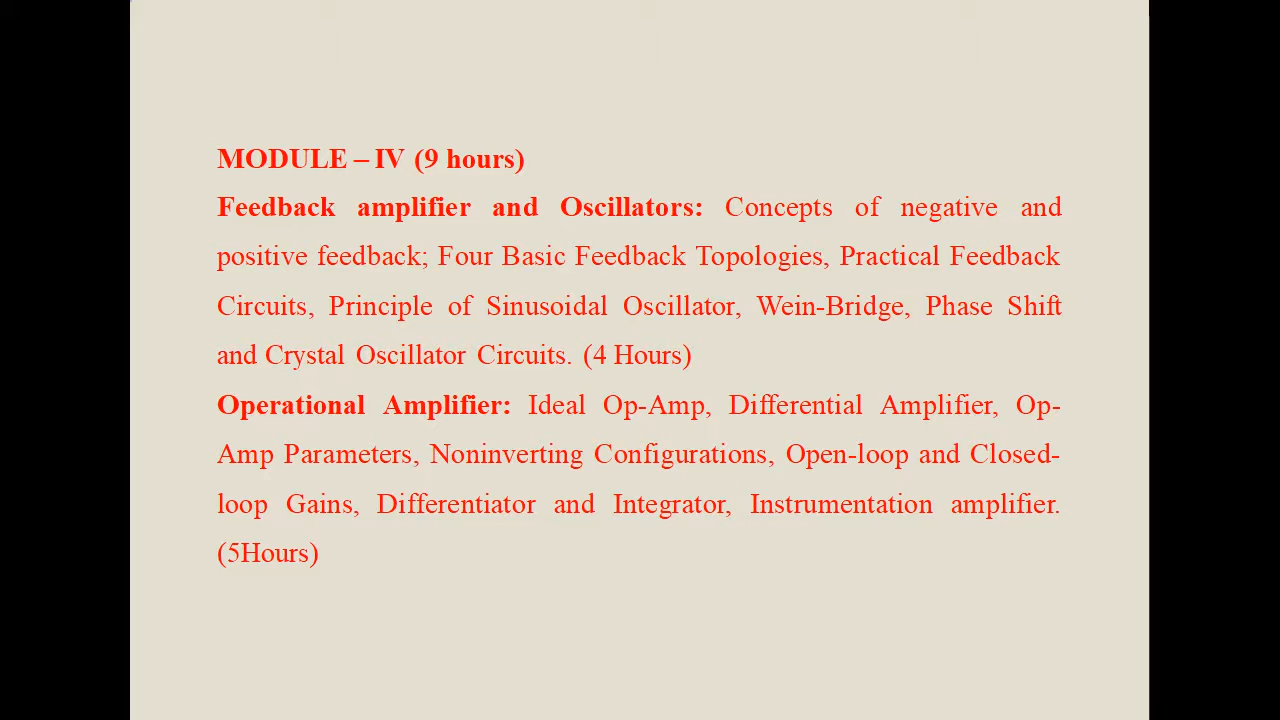 MODULE – IV (9 hours)
Feedback amplifier and Oscillators: Concepts of negative and
positive feedback; Four Basic Feedback Topologies, Practical Feedback
Circuits, Principle of Sinusoidal Oscillator, Wein-Bridge, Phase Shift
and Crystal Oscillator Circuits. (4 Hours)
Operational Amplifier: Ideal Op-Amp, Differential Amplifier, Op-
Amp Parameters, Noninverting Configurations, Open-loop and Closed-
loop Gains, Differentiator and Integrator, Instrumentation amplifier.
(5Hours)